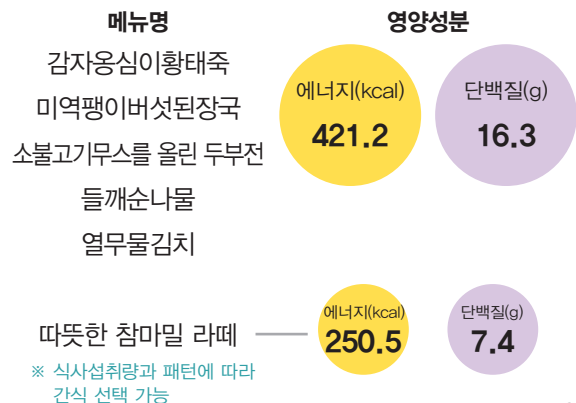 메뉴명
영양성분
감자옹심이황태죽
미역팽이버섯된장국
소불고기무스를 올린 두부전
들깨순나물
열무물김치
에너지(kcal)
421.2
단백질(g)
16.3
따뜻한 참마밀 라떼
에너지(kcal)
250.5
단백질(g)
7.4
※ 식사섭취량과 패턴에 따라
간식 선택 가능